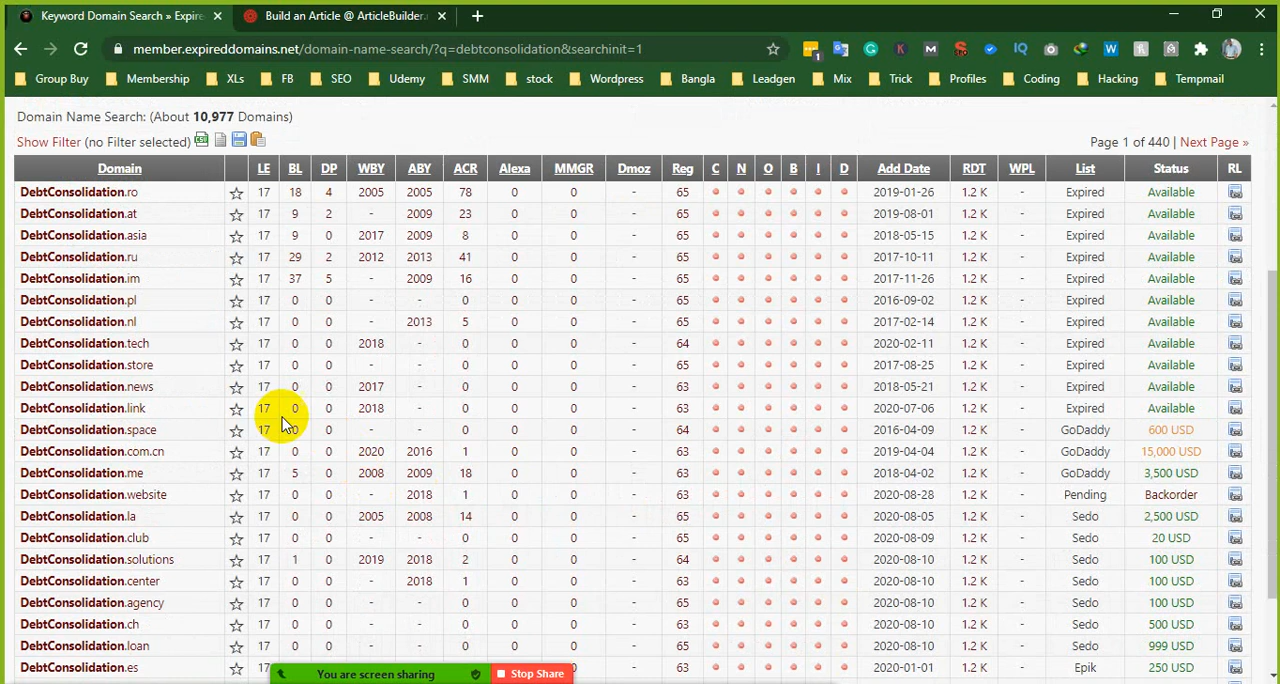 Keyword Domain Search » Expire
Build an Article @ ArticleBuilder.
member.expireddomains.net/domain-name-search/?q=debtconsolidation&searchinit=1
Group Buy Membership XLs FB SEO Udemy SMM stock Wordpress Bangla Leadgen Mix Trick Profiles Coding Hacking Tempmail
Domain Name Search: (About 10,977 Domains)
Show Filter (no Filter selected) Page 1 of 440 | Next Page »
Domain LE BL DP WBY ABY ACR Alexa MMGR Dmoz Reg C N O B I D Add Date RDT WPL List Status RL
DebtConsolidation.ro 17 18 4 2005 2005 78 0 0 - 65 2019-01-26 1.2 K - Expired Available
DebtConsolidation.at 17 9 2 - 2009 23 0 0 - 65 2019-08-01 1.2 K - Expired Available
DebtConsolidation.asia 17 9 0 2017 2009 8 0 0 - 65 2018-05-15 1.2 K - Expired Available
DebtConsolidation.ru 17 29 2 2012 2013 41 0 0 - 65 2017-10-11 1.2 K - Expired Available
DebtConsolidation.im 17 37 5 - 2009 16 0 0 - 65 2017-11-26 1.2 K - Expired Available
DebtConsolidation.pl 17 0 0 - - 0 0 0 - 65 2016-09-02 1.2 K - Expired Available
DebtConsolidation.nl 17 0 0 - 2013 5 0 0 - 65 2017-02-14 1.2 K - Expired Available
DebtConsolidation.tech 17 0 0 2018 - 0 0 0 - 64 2020-02-11 1.2 K - Expired Available
DebtConsolidation.store 17 0 0 - - 0 0 0 - 65 2017-08-25 1.2 K - Expired Available
DebtConsolidation.news 17 0 0 2017 - 0 0 0 - 63 2018-05-21 1.2 K - Expired Available
DebtConsolidation.link 17 0 0 2018 - 0 0 0 - 63 2020-07-06 1.2 K - Expired Available
DebtConsolidation.space 17 0 0 - - 0 0 0 - 64 2016-04-09 1.2 K - GoDaddy 600 USD
DebtConsolidation.com.cn 17 0 0 2020 2016 1 0 0 - 63 2019-04-04 1.2 K - GoDaddy 15,000 USD
DebtConsolidation.me 17 5 0 2008 2009 18 0 0 - 63 2018-04-02 1.2 K - GoDaddy 3,500 USD
DebtConsolidation.website 17 0 0 - 2018 1 0 0 - 63 2020-08-28 1.2 K - Pending Backorder
DebtConsolidation.la 17 0 0 2005 2008 14 0 0 - 65 2020-08-05 1.2 K - Sedo 2,500 USD
DebtConsolidation.club 17 0 0 - - 0 0 0 - 65 2020-08-09 1.2 K - Sedo 20 USD
DebtConsolidation.solutions 17 1 0 2019 2018 2 0 0 - 64 2020-08-10 1.2 K - Sedo 100 USD
DebtConsolidation.center 17 0 0 - 2018 1 0 0 - 63 2020-08-10 1.2 K - Sedo 100 USD
DebtConsolidation.agency 17 0 0 - - 0 0 0 - 65 2020-08-10 1.2 K - Sedo 100 USD
DebtConsolidation.ch 17 0 0 - - 0 0 0 - 63 2020-08-10 1.2 K - Sedo 500 USD
DebtConsolidation.loan 17 0 0 - - 0 0 0 - 65 2020-08-10 1.2 K - Sedo 999 USD
DebtConsolidation.es 17 0 - 63 2020-01-01 1.2 K - Epik 250 USD
You are screen sharing Stop Share